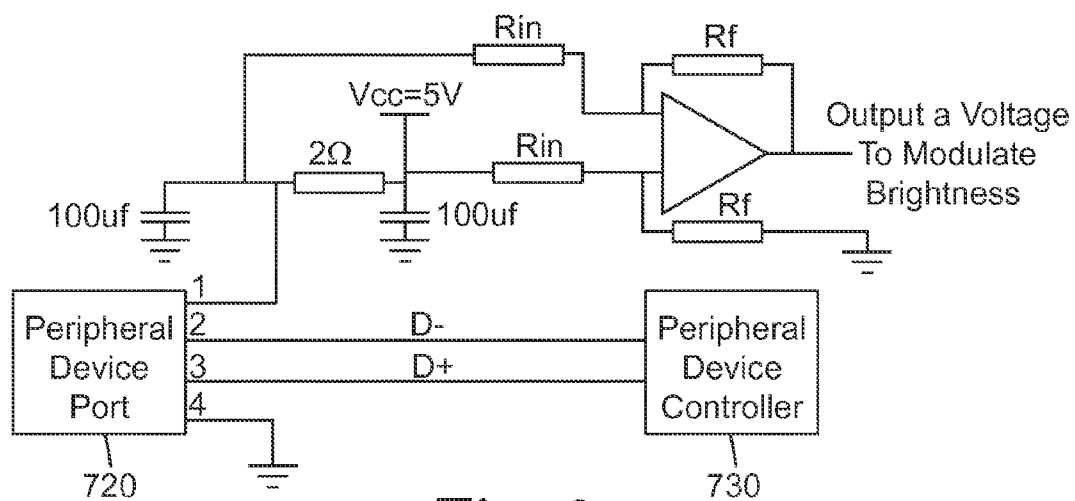 Rin
Rf
Vcc=5V
2Ω
Rin
Output a Voltage
To Modulate
Brightness
100uf
100uf
Rf
1
2
3
4
Peripheral
Device
Port
D-
D+
Peripheral
Device
Controller
720
730